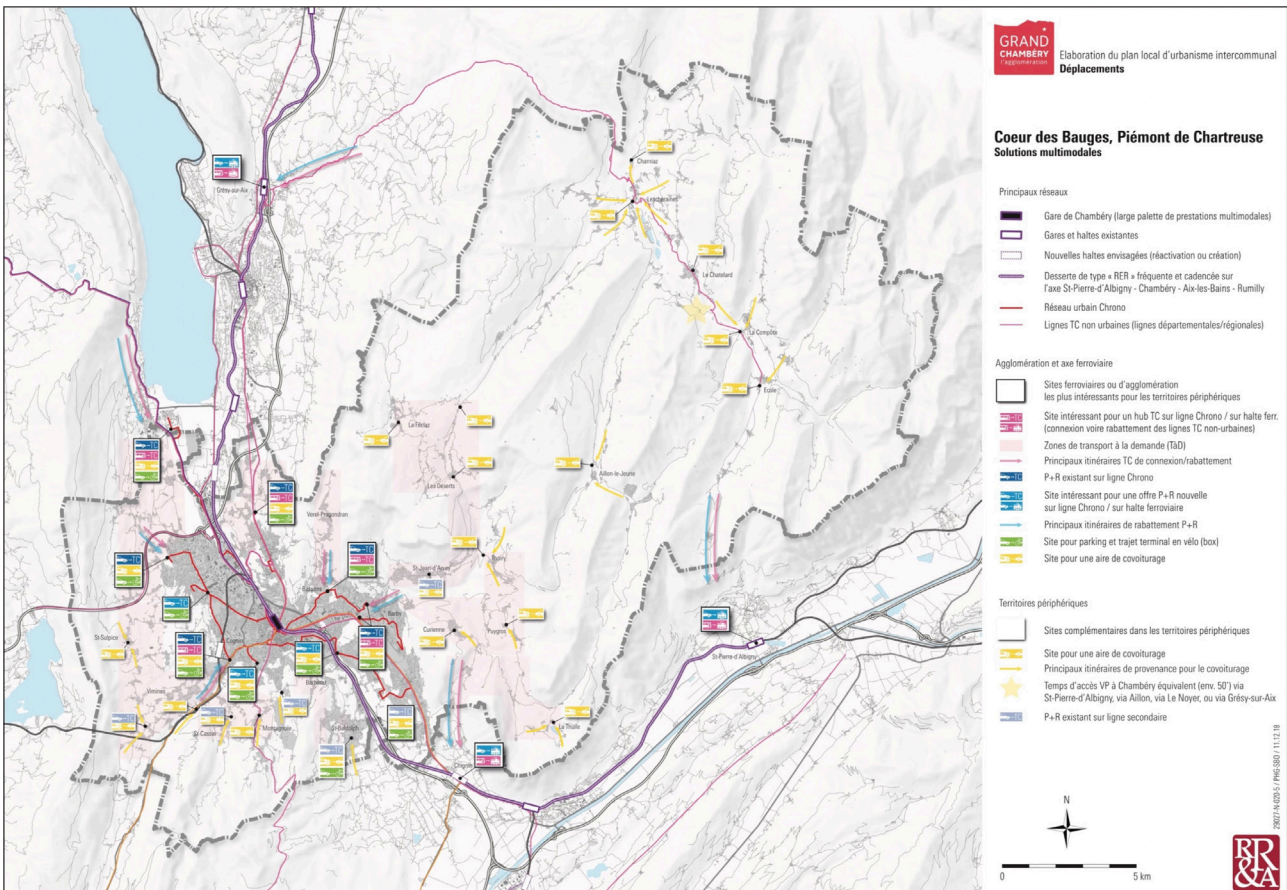 GRAND
CHAMBÉRY
l'agglomération
Elaboration du plan local d'urbanisme intercommunal
Déplacements
Coeur des Bauges, Piémont de Chartreuse
Solutions multimodales
Principaux réseaux
Gare de Chambéry (large palette de prestations multimodales)
Gares et haltes existantes
Nouvelles haltes envisagées (réactivation ou création)
Desserte de type « RER » fréquente et cadencée sur
l'axe St-Pierre-d'Albigny - Chambéry - Aix-les-Bains - Rumilly
Réseau urbain Chrono
Lignes TC non urbaines (lignes départementales/régionales)
Agglomération et axe ferroviaire
Sites ferroviaires ou d'agglomération
les plus intéressants pour les territoires périphériques
Site intéressant pour un hub TC sur ligne Chrono / sur halte ferr.
(connexion voire rabattement des lignes TC non-urbaines)
Zones de transport à la demande (TàD)
Principaux itinéraires TC de connexion/rabattement
P+R existant sur ligne Chrono
Site intéressant pour une offre P+R nouvelle
sur ligne Chrono / sur halte ferroviaire
Principaux itinéraires de rabattement P+R
Site pour parking et trajet terminal en vélo (box)
Site pour une aire de covoiturage
Territoires périphériques
Sites complémentaires dans les territoires périphériques
Site pour une aire de covoiturage
Principaux itinéraires de provenance pour le covoiturage
Temps d'accès VP à Chambéry équivalent (env. 50') via
St-Pierre-d'Albigny, via Aillon, via Le Noyer, ou via Grésy-sur-Aix
P+R existant sur ligne secondaire
N
0 5 km
RR
&A
Grésy-sur-Aix
Charniaz
Lescheraines
Le Chatelard
La Compôte
Ecole
La Féclaz
Les Déserts
Aillon-le-Jeune
Verel-Pragondran
St-Jean-d'Arvey
Bassens
Barby
Curienne
Puygros
St-Sulpice
Cognin
Vimines
Barberaz
St-Cassin
Montagnole
St-Baldoph
La Thuile
Chignin
St-Pierre-d'Albigny